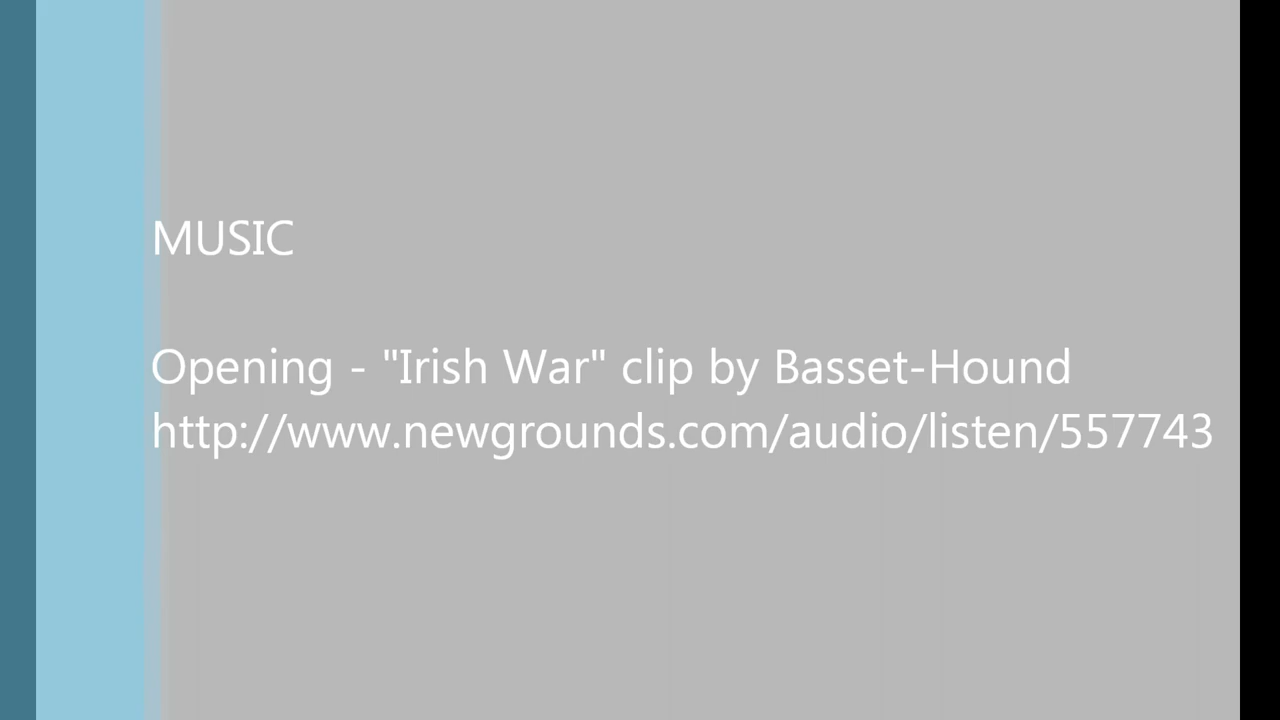 MUSIC
Opening - "Irish War" clip by Basset-Hound
http://www.newgrounds.com/audio/listen/557743